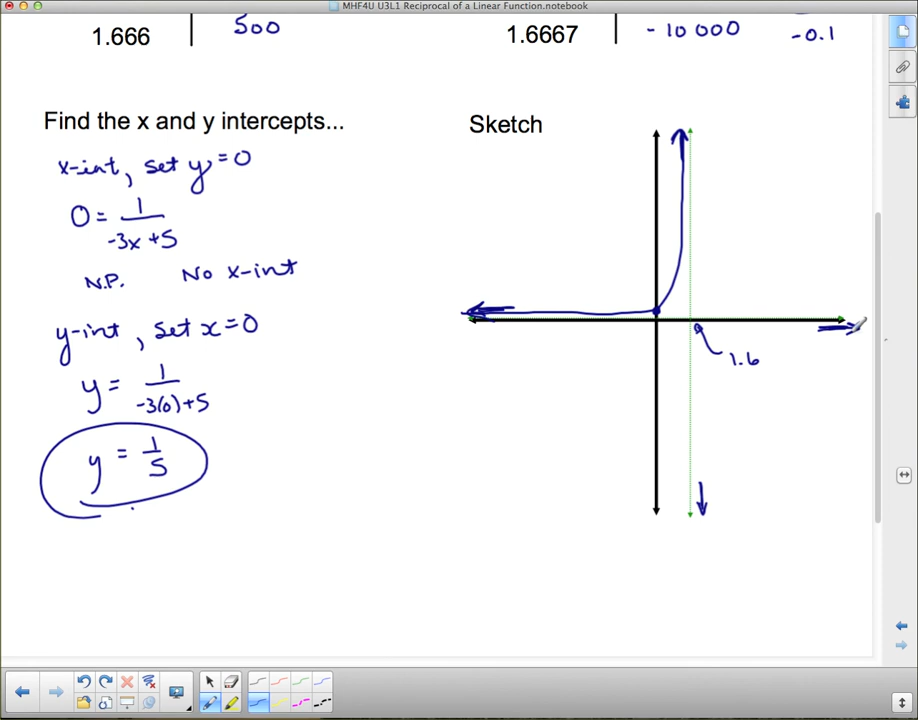 MHF4U U3L1 Reciprocal of a Linear Function.notebook
1.666 500
1.6667 - 10 000 -0.1
Find the x and y intercepts...
x-int, set y=0
0 = 1/(-3x+5)
N.P. No x-int
y-int, set x=0
y = 1/(-3(0)+5)
y = 1/5
Sketch
1.6